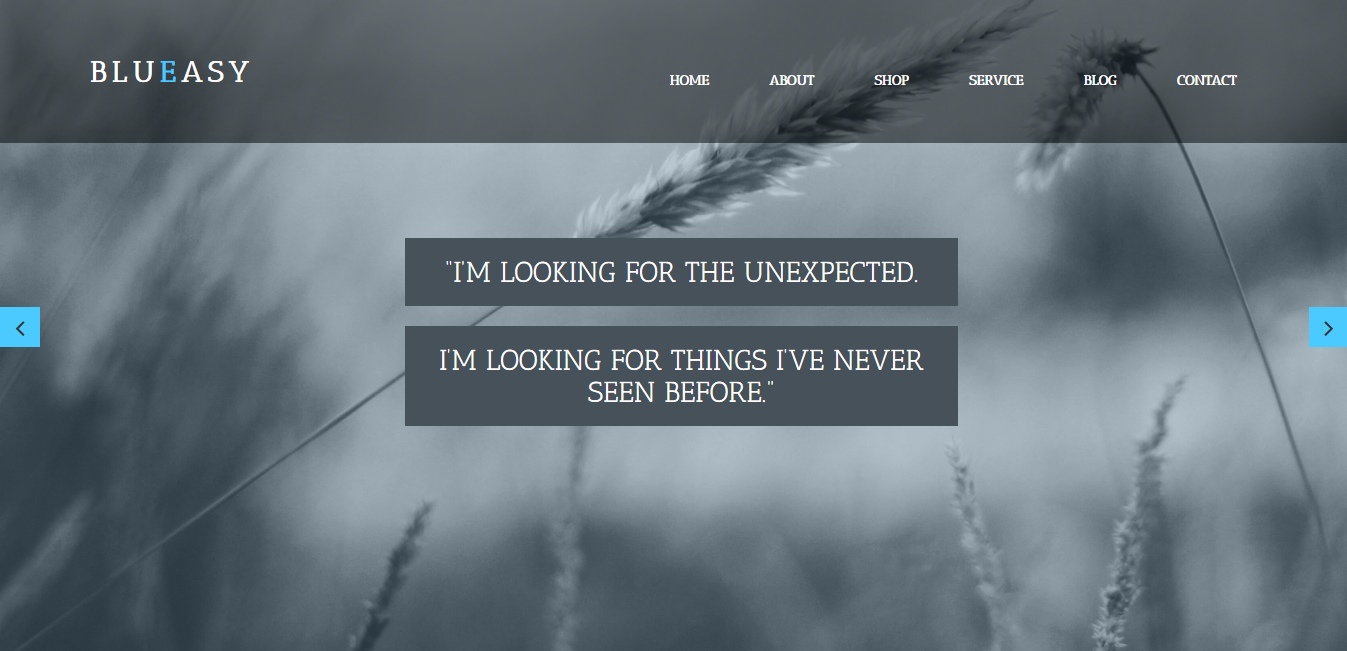 BLUEASY
HOME ABOUT SHOP SERVICE BLOG CONTACT
"I'M LOOKING FOR THE UNEXPECTED.
I'M LOOKING FOR THINGS I'VE NEVER
SEEN BEFORE."